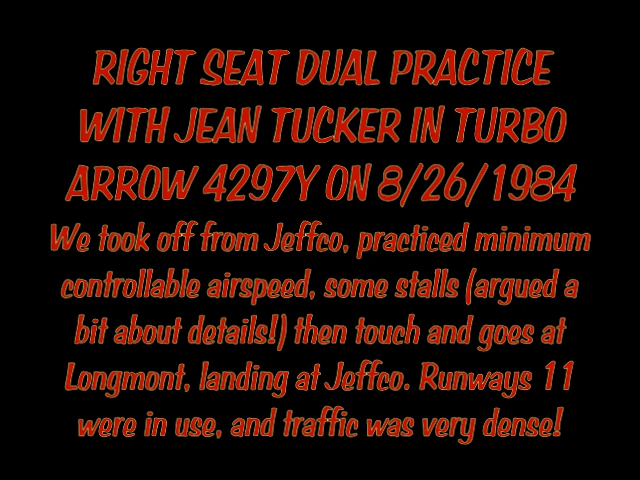 RIGHT SEAT DUAL PRACTICE
WITH JEAN TUCKER IN TURBO
ARROW 4297Y ON 8/26/1984
We took off from Jeffco, practiced minimum
controllable airspeed, some stalls (argued a
bit about details!) then touch and goes at
Longmont, landing at Jeffco. Runways 11
were in use, and traffic was very dense!